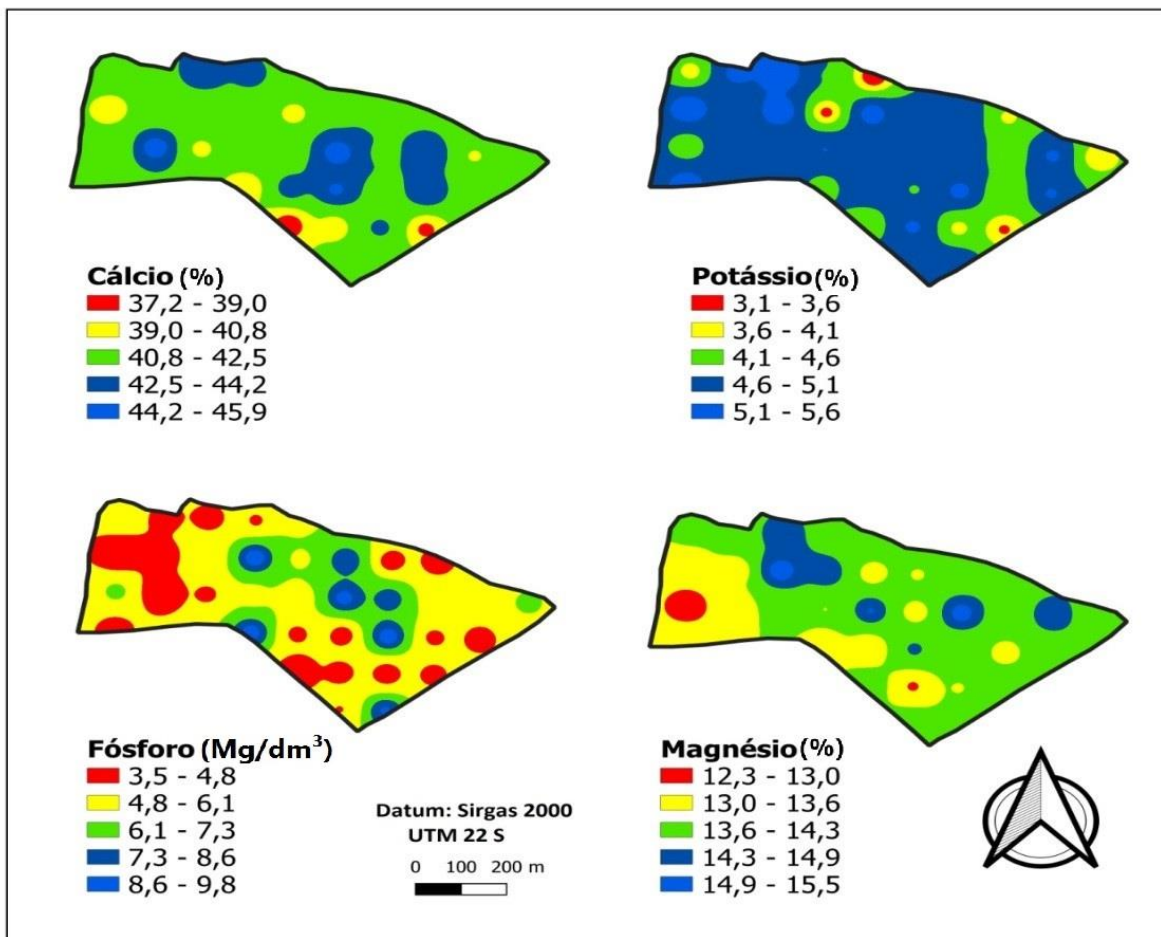 Cálcio (%)
37,2 - 39,0
39,0 - 40,8
40,8 - 42,5
42,5 - 44,2
44,2 - 45,9
Potássio (%)
3,1 - 3,6
3,6 - 4,1
4,1 - 4,6
4,6 - 5,1
5,1 - 5,6
Fósforo (Mg/dm³)
3,5 - 4,8
4,8 - 6,1
6,1 - 7,3
7,3 - 8,6
8,6 - 9,8
Datum: Sirgas 2000
UTM 22 S
0 100 200 m
Magnésio (%)
12,3 - 13,0
13,0 - 13,6
13,6 - 14,3
14,3 - 14,9
14,9 - 15,5